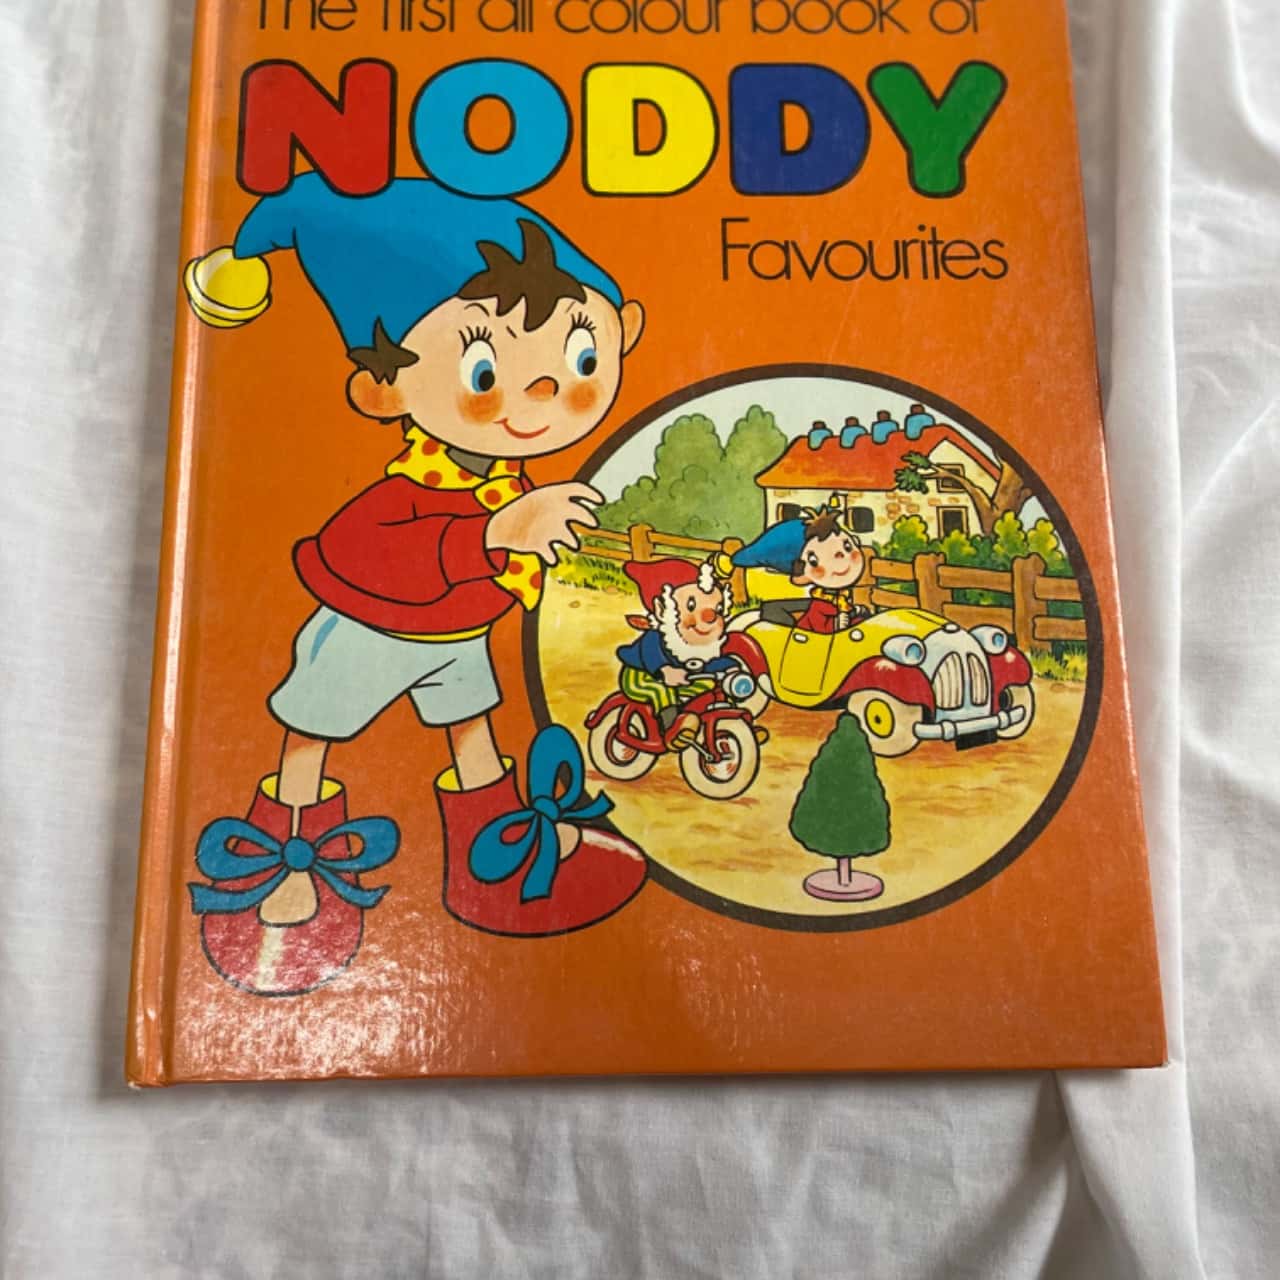 The first all colour book of
NODDY
Favourites